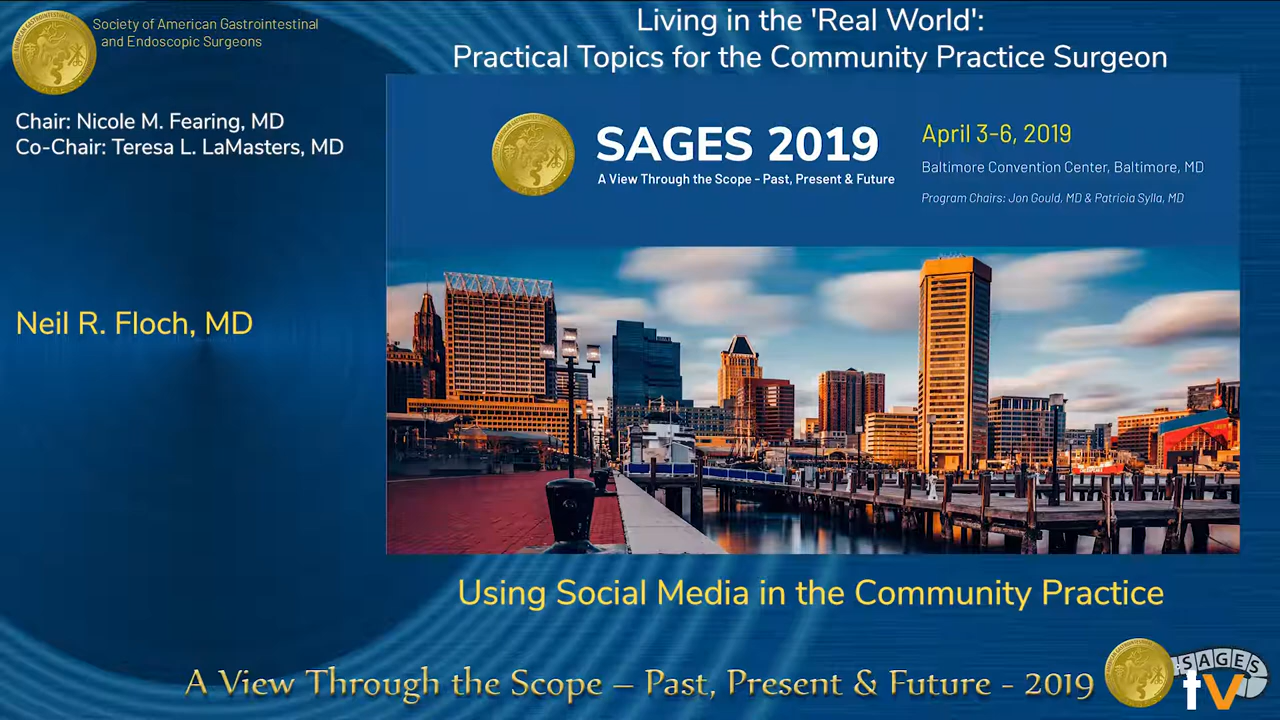 Society of American Gastrointestinal
and Endoscopic Surgeons
Living in the 'Real World':
Practical Topics for the Community Practice Surgeon
Chair: Nicole M. Fearing, MD
Co-Chair: Teresa L. LaMasters, MD
SAGES 2019
A View Through the Scope - Past, Present & Future
April 3-6, 2019
Baltimore Convention Center, Baltimore, MD
Program Chairs: Jon Gould, MD & Patricia Sylla, MD
Neil R. Floch, MD
Using Social Media in the Community Practice
A View Through the Scope – Past, Present & Future - 2019
SAGES
tv